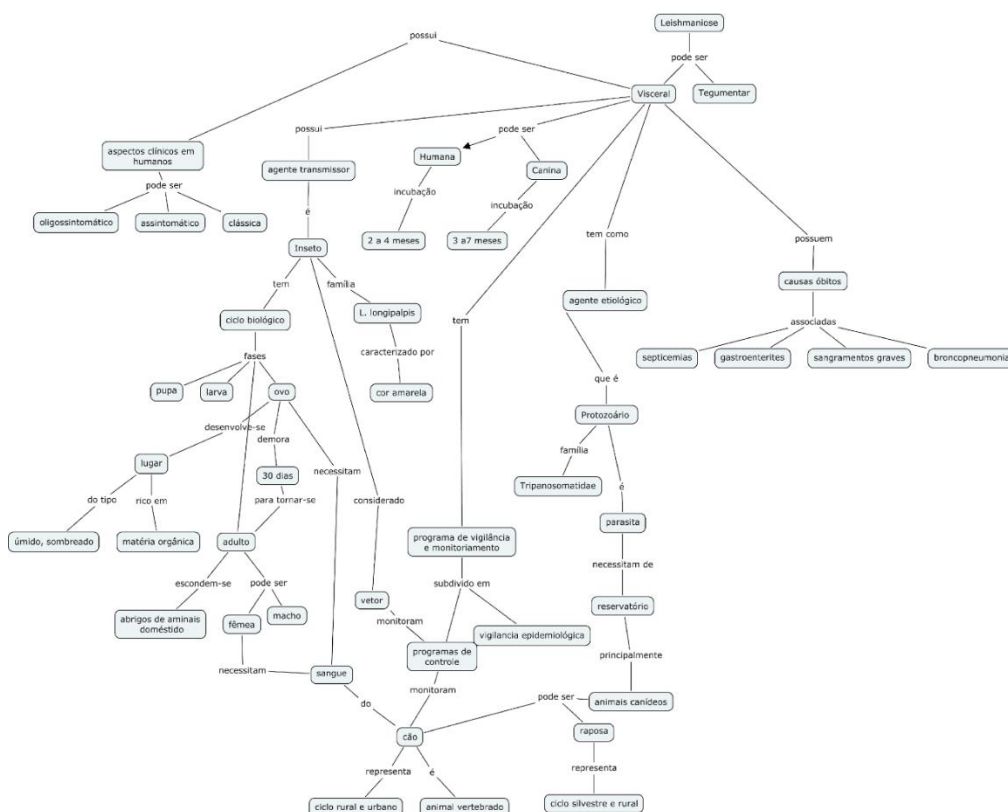 Leishmaniose
possui
pode ser
Visceral
Tegumentar
possui
pode ser
aspectos clínicos em
humanos
agente transmissor
Humana
Canina
pode ser
é
incubação
incubação
oligossintomático
assintomático
clássica
2 a 4 meses
3 a7 meses
tem como
possuem
Inseto
tem
família
causas óbitos
agente etiológico
ciclo biológico
L. longipalpis
tem
associadas
fases
caracterizado por
septicemias
gastroenterites
sangramentos graves
broncopneumonia
que é
pupa
larva
ovo
cor amarela
Protozoário
desenvolve-se
demora
família
lugar
30 dias
necessitam
Tripanosomatidae
é
do tipo
rico em
para tornar-se
considerado
parasita
úmido, sombreado
matéria orgânica
adulto
programa de vigilância
e monitoriamento
necessitam de
escondem-se
pode ser
subdivido em
vetor
reservatório
abrigos de aminais
doméstido
fêmea
macho
monitoram
vigilancia epidemiológica
programas de
controle
principalmente
necessitam
sangue
monitoram
do
pode ser
animais canídeos
cão
raposa
representa
é
representa
ciclo rural e urbano
animal vertebrado
ciclo silvestre e rural